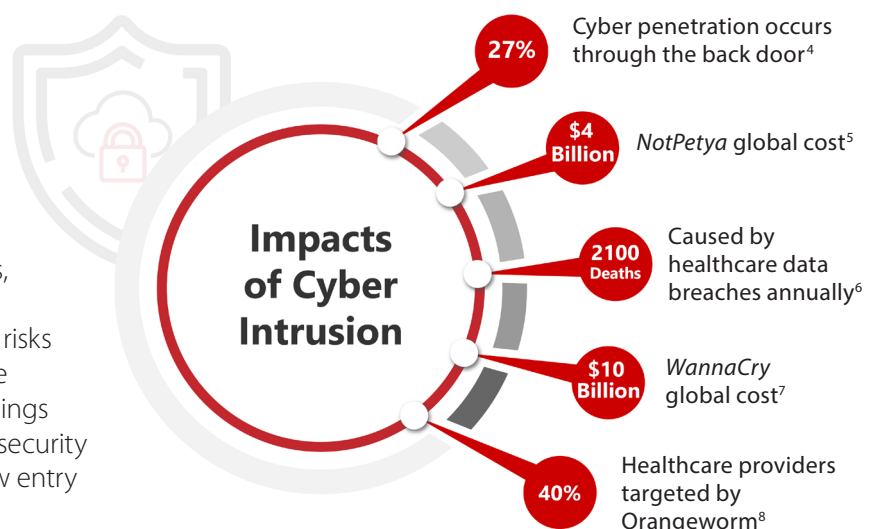 s,
risks
e
ings
security
w entry
Impacts
of Cyber
Intrusion
27%
Cyber penetration occurs
through the back door⁴
$4
Billion
NotPetya global cost⁵
2100
Deaths
Caused by
healthcare data
breaches annually⁶
$10
Billion
WannaCry
global cost⁷
40%
Healthcare providers
targeted by
Orangeworm⁸